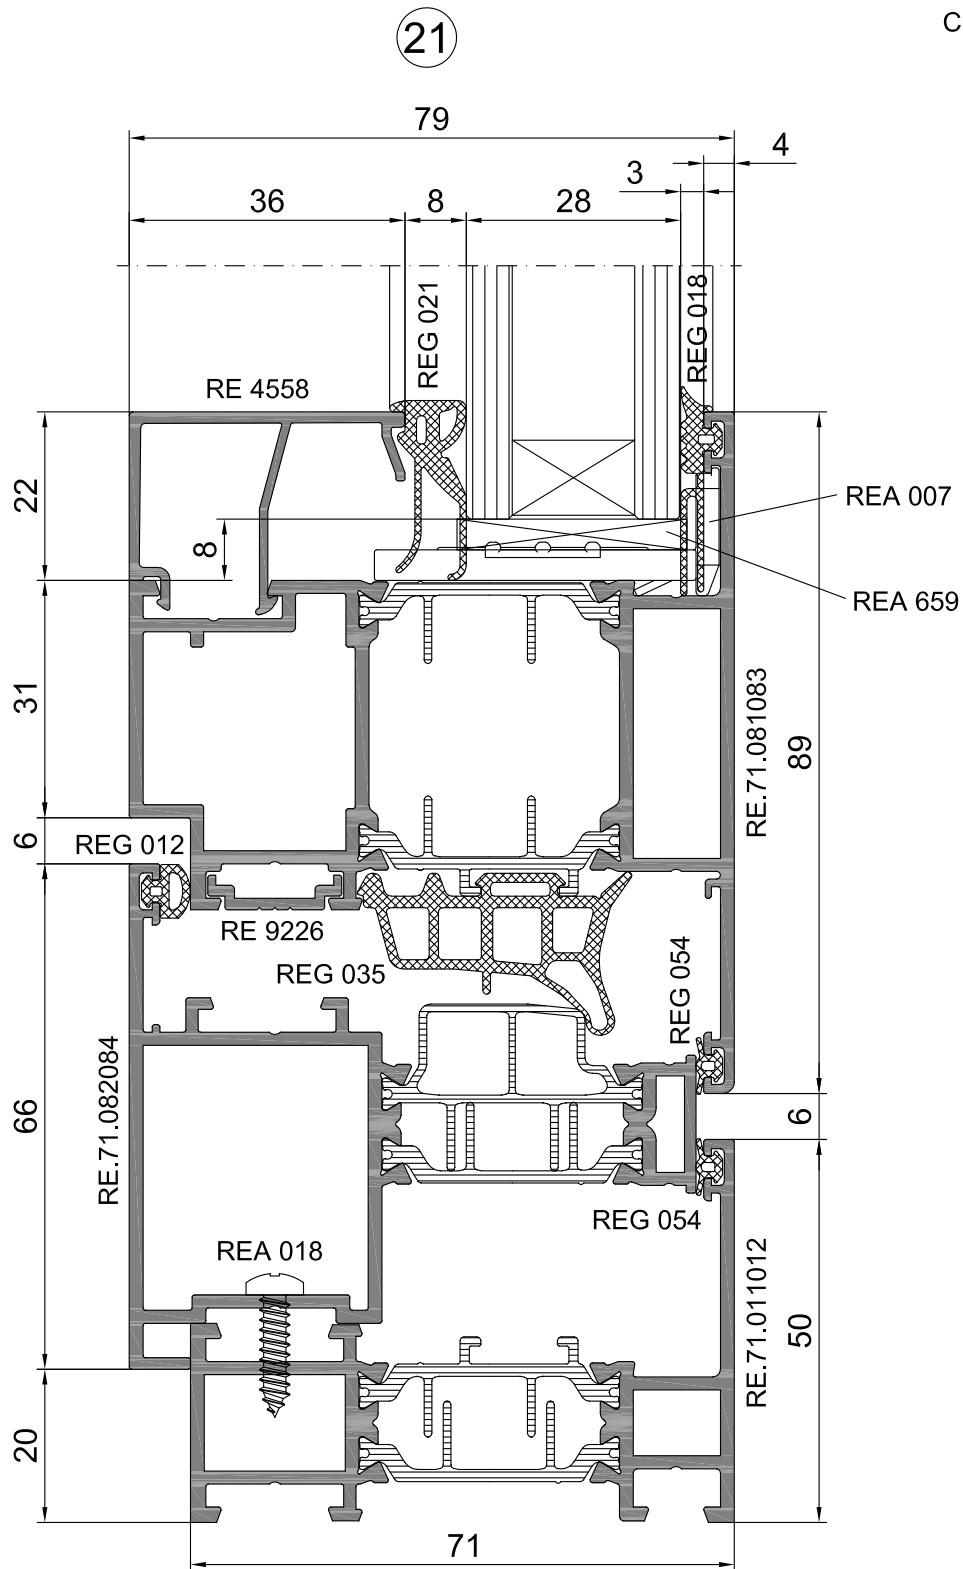 21
C
79
4
3
36
8
28
REG 021
REG 018
RE 4558
22
8
REA 007
REA 659
31
RE.71.081083
89
6
REG 012
RE 9226
REG 035
REG 054
RE.71.082084
66
6
REG 054
REA 018
RE.71.011012
50
20
71